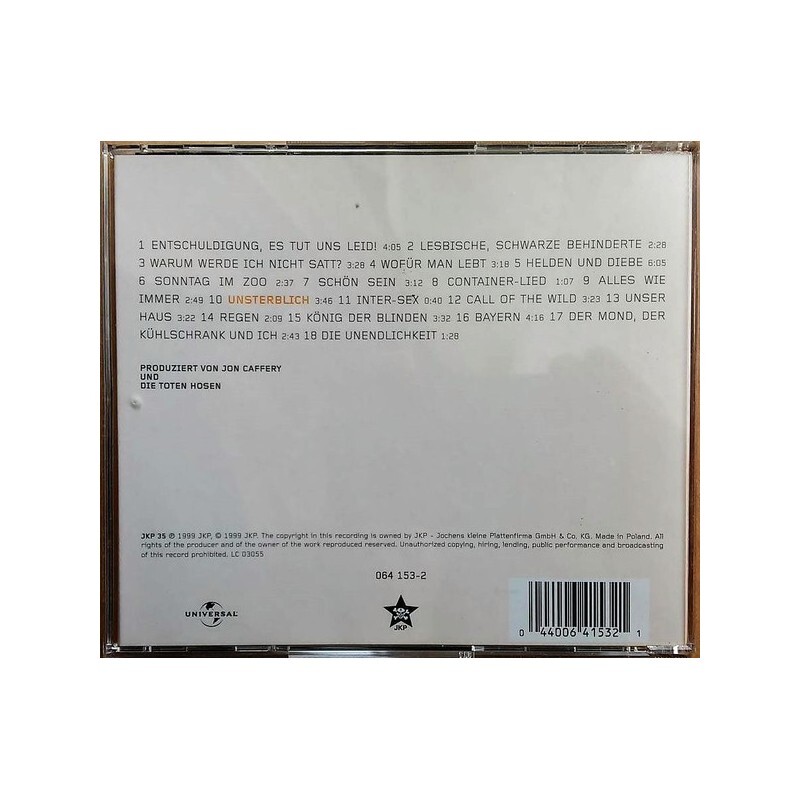 1 ENTSCHULDIGUNG, ES TUT UNS LEID! 4:05 2 LESBISCHE, SCHWARZE BEHINDERTE 2:28
3 WARUM WERDE ICH NICHT SATT? 3:28 4 WOFÜR MAN LEBT 3:18 5 HELDEN UND DIEBE 6:05
6 SONNTAG IM ZOO 2:37 7 SCHÖN SEIN 3:12 8 CONTAINER-LIED 1:07 9 ALLES WIE
IMMER 2:49 10 UNSTERBLICH 3:46 11 INTER-SEX 0:40 12 CALL OF THE WILD 3:23 13 UNSER
HAUS 3:22 14 REGEN 2:09 15 KÖNIG DER BLINDEN 3:32 16 BAYERN 4:16 17 DER MOND, DER
KÜHLSCHRANK UND ICH 2:43 18 DIE UNENDLICHKEIT 1:28
PRODUZIERT VON JON CAFFERY
UND
DIE TOTEN HOSEN
JKP 35 ℗ 1999 JKP, © 1999 JKP. The copyright in this recording is owned by JKP - Jochens kleine Plattenfirma GmbH & Co. KG. Made in Poland. All
rights of the producer and of the owner of the work reproduced reserved. Unauthorized copying, hiring, lending, public performance and broadcasting
of this record prohibited. LC 03055
064 153-2
UNIVERSAL
JKP
0 44006 41532 1